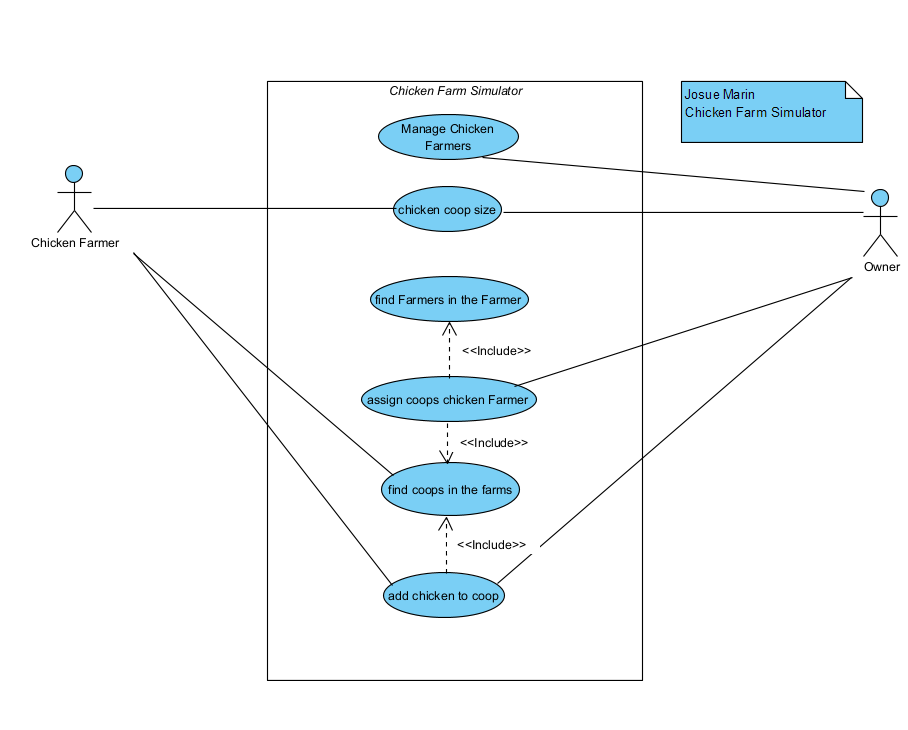 Chicken Farm Simulator
Josue Marin
Chicken Farm Simulator
Manage Chicken
Farmers
chicken coop size
Chicken Farmer
Owner
find Farmers in the Farmer
<<Include>>
assign coops chicken Farmer
<<Include>>
find coops in the farms
<<Include>>
add chicken to coop